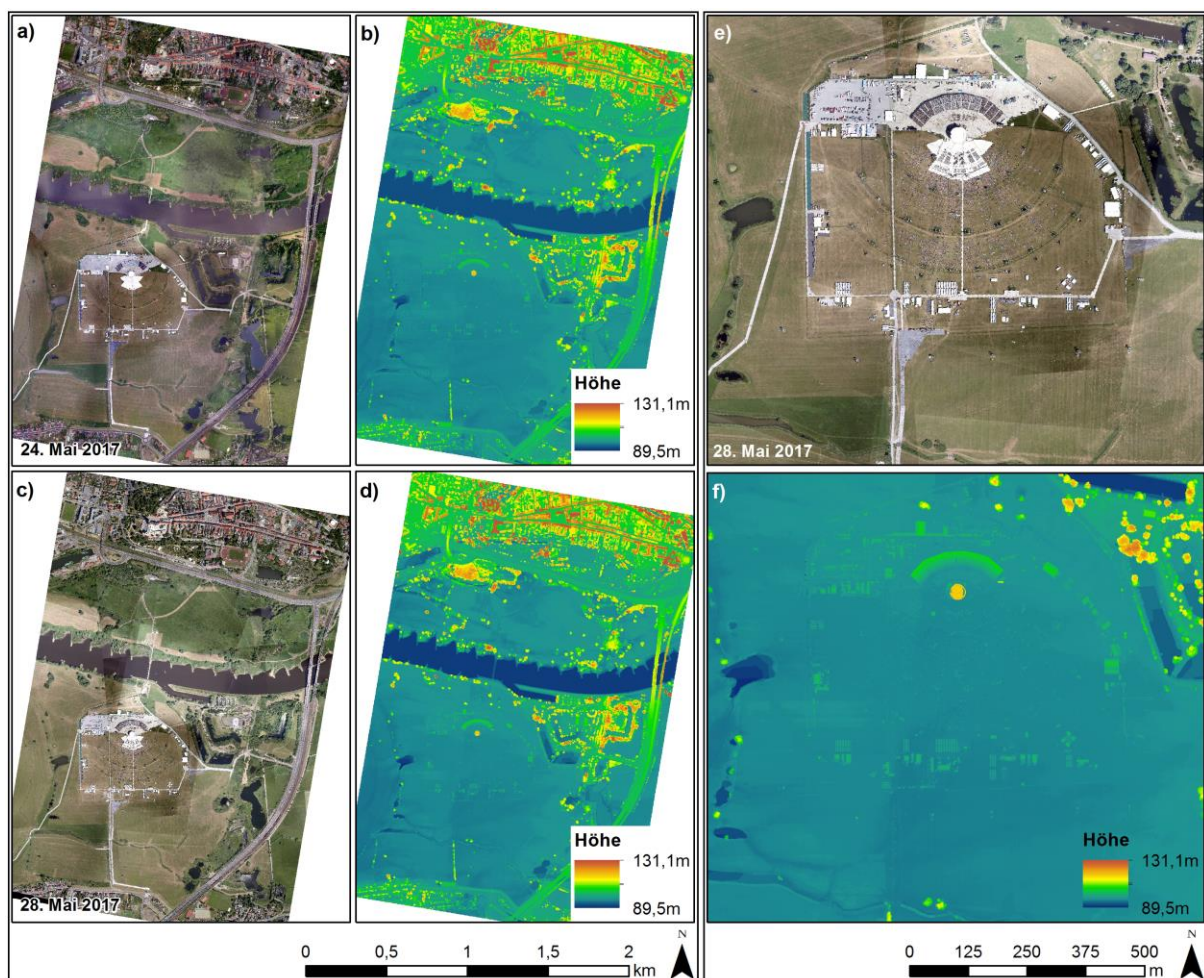 a)
24. Mai 2017
b)
Höhe
131,1m
89,5m
c)
28. Mai 2017
d)
Höhe
131,1m
89,5m
e)
28. Mai 2017
f)
Höhe
131,1m
89,5m
0 0,5 1 1,5 2
km
N
0 125 250 375 500
m
N